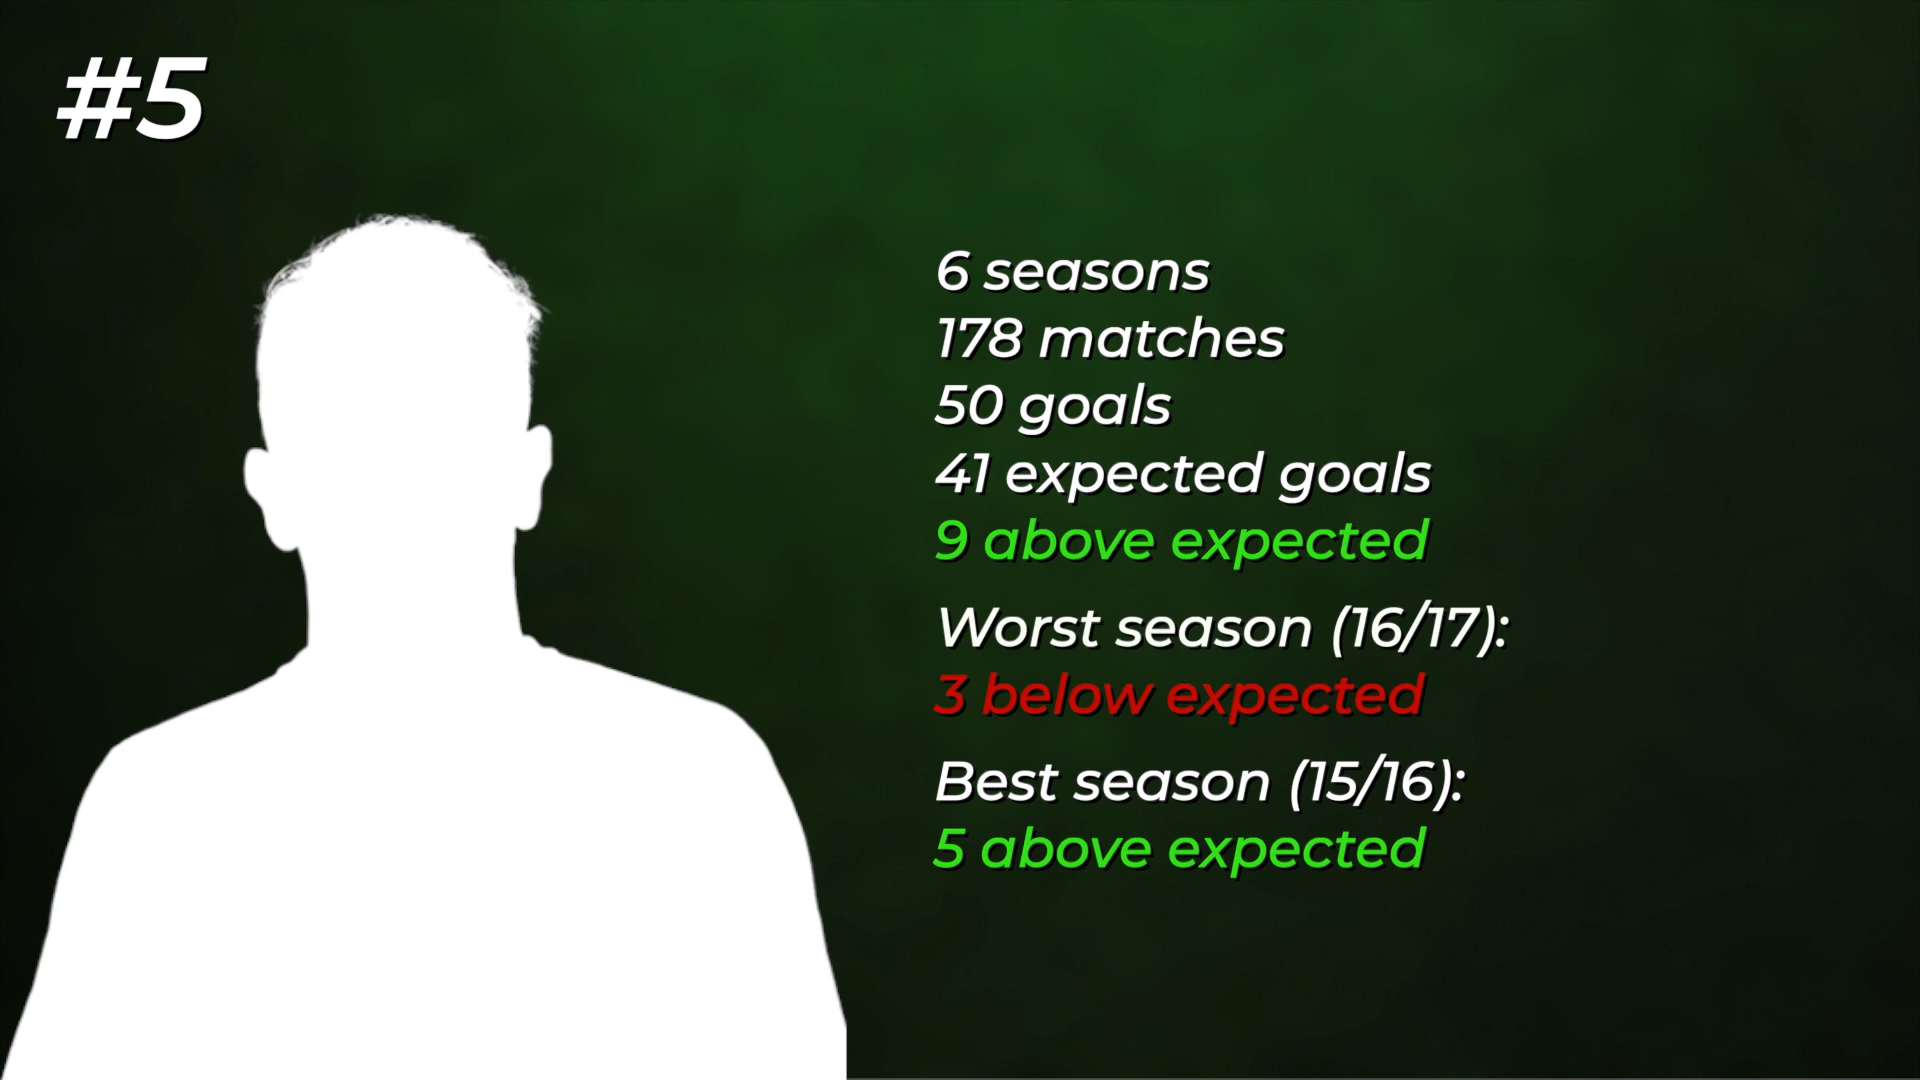 #5
6 seasons
178 matches
50 goals
41 expected goals
9 above expected
Worst season (16/17):
3 below expected
Best season (15/16):
5 above expected